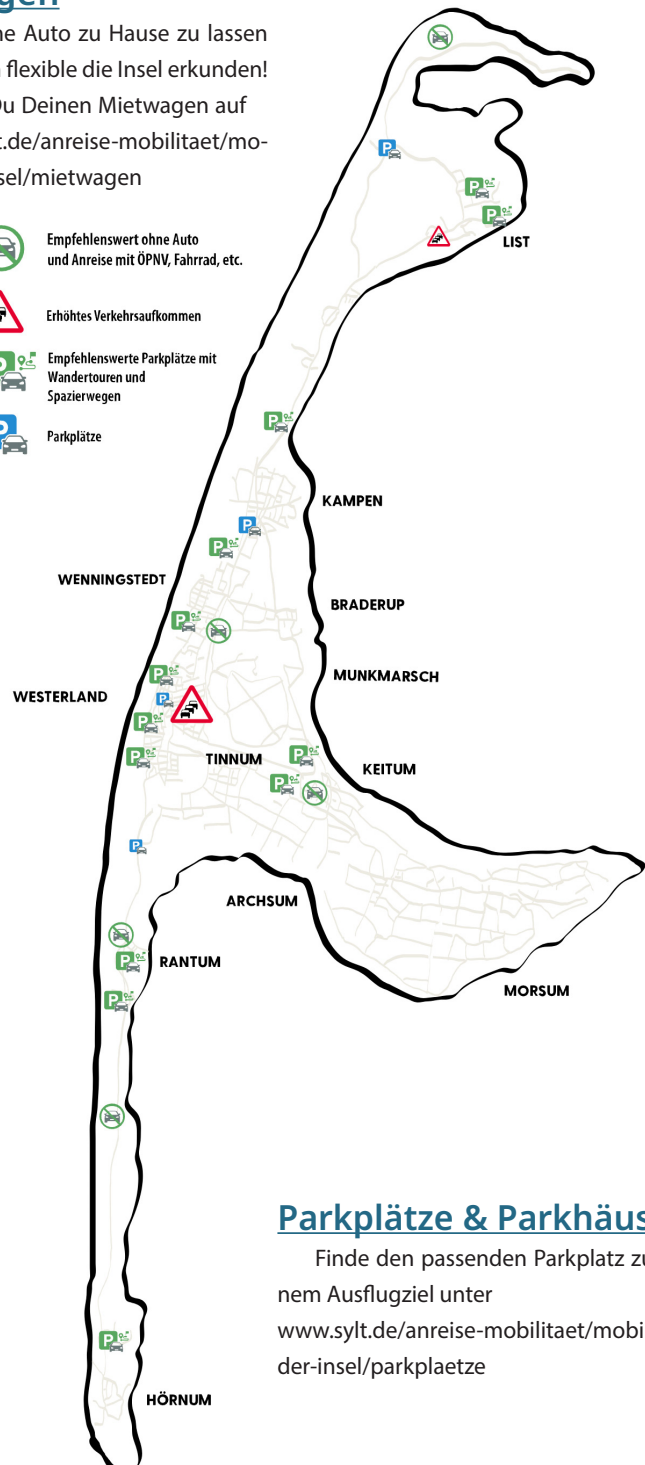 gen
ne Auto zu Hause zu lassen
flexible die Insel erkunden!
Du Deinen Mietwagen auf
t.de/anreise-mobilitaet/mo-
sel/mietwagen
Empfehlenswert ohne Auto
und Anreise mit ÖPNV, Fahrrad, etc.
Erhöhtes Verkehrsaufkommen
Empfehlenswerte Parkplätze mit
Wandertouren und
Spazierwegen
Parkplätze
LIST
KAMPEN
WENNINGSTEDT
BRADERUP
MUNKMARSCH
WESTERLAND
TINNUM
KEITUM
ARCHSUM
RANTUM
MORSUM
HÖRNUM
Parkplätze & Parkhäus
Finde den passenden Parkplatz zu
nem Ausflugziel unter
www.sylt.de/anreise-mobilitaet/mobi
der-insel/parkplaetze